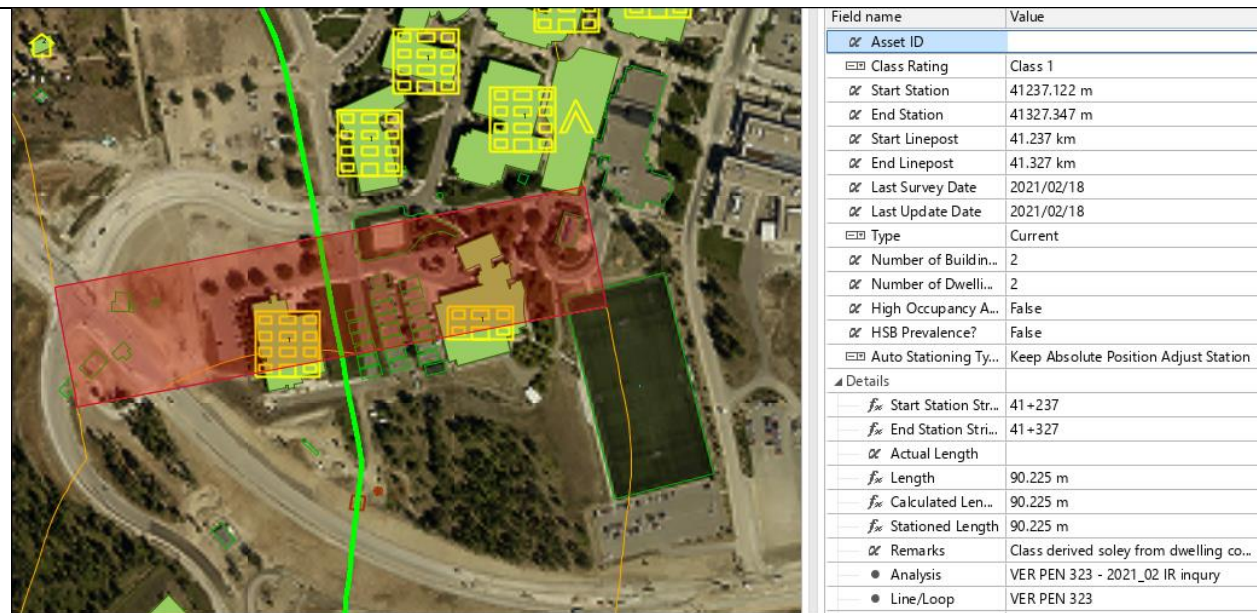 Field name Value
α Asset ID
Class Rating Class 1
α Start Station 41237.122 m
α End Station 41327.347 m
α Start Linepost 41.237 km
α End Linepost 41.327 km
α Last Survey Date 2021/02/18
α Last Update Date 2021/02/18
Type Current
α Number of Buildin... 2
α Number of Dwelli... 2
α High Occupancy A... False
α HSB Prevalence? False
Auto Stationing Ty... Keep Absolute Position Adjust Station
Details
fx Start Station Str... 41+237
fx End Station Stri... 41+327
α Actual Length
fx Length 90.225 m
fx Calculated Len... 90.225 m
fx Stationed Length 90.225 m
α Remarks Class derived soley from dwelling co...
Analysis VER PEN 323 - 2021_02 IR inqury
Line/Loop VER PEN 323